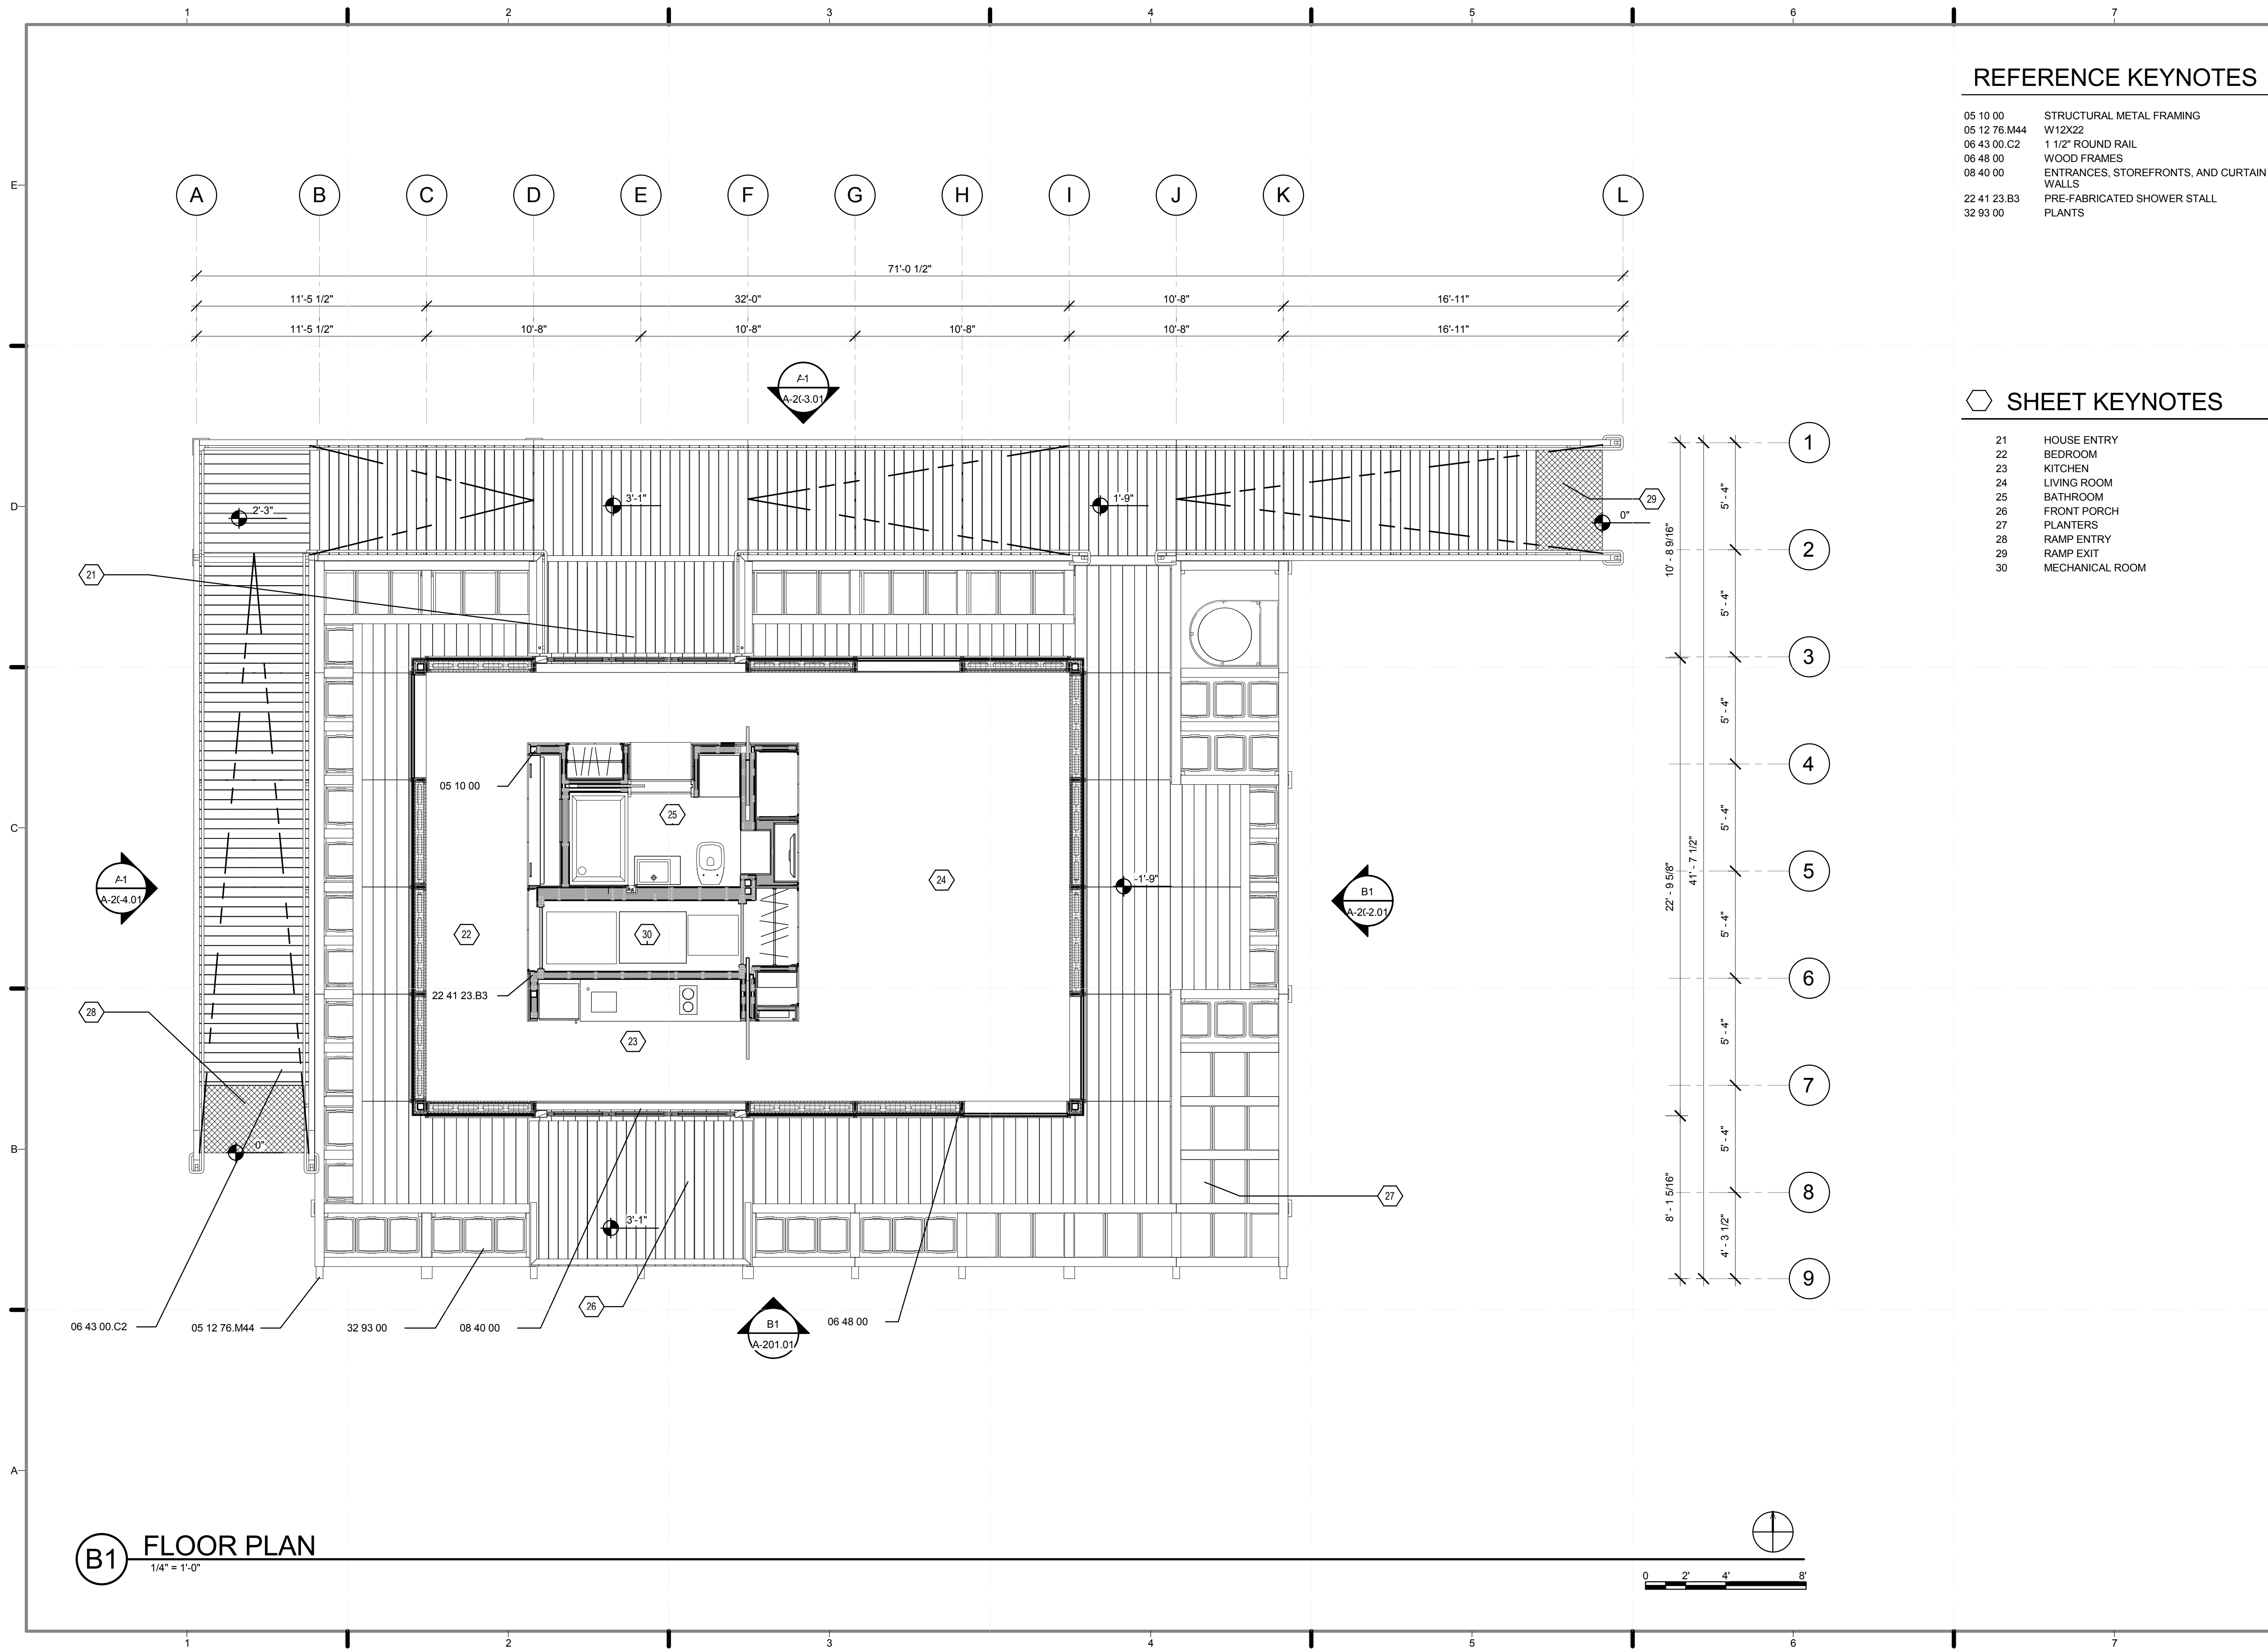 1 2 3 4 5 6 7
REFERENCE KEYNOTES
05 10 00 STRUCTURAL METAL FRAMING
05 12 76.M44 W12X22
06 43 00.C2 1 1/2" ROUND RAIL
06 48 00 WOOD FRAMES
08 40 00 ENTRANCES, STOREFRONTS, AND CURTAIN
WALLS
22 41 23.B3 PRE-FABRICATED SHOWER STALL
32 93 00 PLANTS
E
A B C D E F G H I J K L
71'-0 1/2"
11'-5 1/2" 32'-0" 10'-8" 16'-11"
11'-5 1/2" 10'-8" 10'-8" 10'-8" 10'-8" 16'-11"
SHEET KEYNOTES
21 HOUSE ENTRY
22 BEDROOM
23 KITCHEN
24 LIVING ROOM
25 BATHROOM
26 FRONT PORCH
27 PLANTERS
28 RAMP ENTRY
29 RAMP EXIT
30 MECHANICAL ROOM
1
2
3
4
5
6
7
8
9
5' - 4"
5' - 4"
5' - 4"
5' - 4"
5' - 4"
5' - 4"
5' - 4"
4' - 3 1/2"
41' - 7 1/2"
10' - 8 9/16"
22' - 9 5/8"
8' - 1 5/16"
D
2'-3"
3'-1"
1'-9"
29
0"
21
05 10 00
25
C
24
-1'-9"
B1
22
30
22 41 23.B3
28
23
B
0"
27
3'-1"
26
06 43 00.C2
05 12 76.M44
32 93 00
08 40 00
B1
A-201.01
06 48 00
A
B1
FLOOR PLAN
1/4" = 1'-0"
0 2' 4' 8'
1 2 3 4 5 6 7